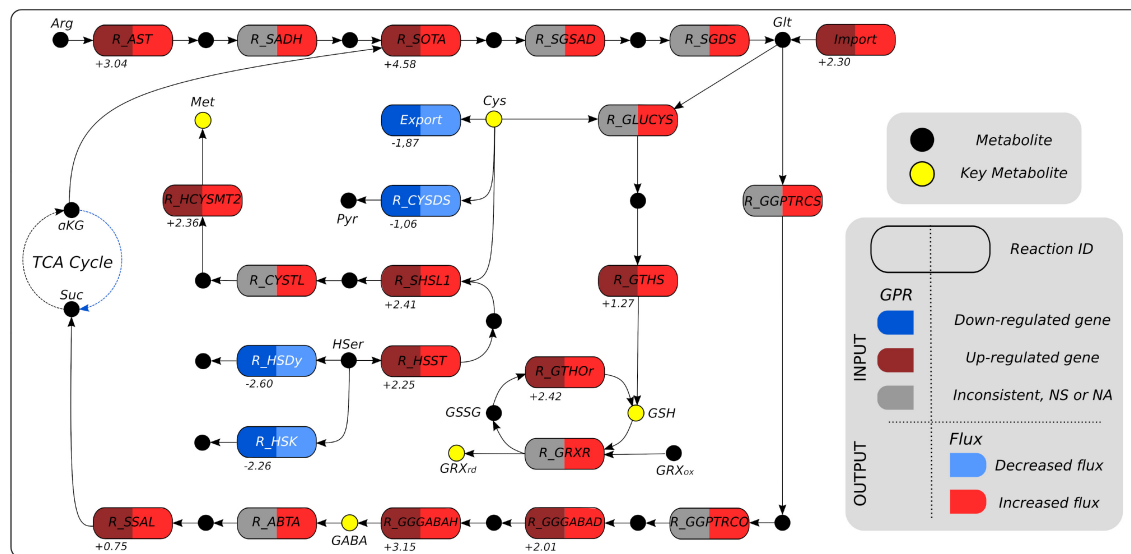 Arg
R_AST
+3.04
R_SADH
R_SOTA
+4.58
R_SGSAD
R_SGDS
Glt
Import
+2.30
Met
Export
-1,87
Cys
R_GLUCYS
R_HCYSMT2
+2.36
Pyr
R_CYSDS
-1,06
R_GGPTRCS
αKG
TCA Cycle
Suc
R_CYSTL
R_SHSL1
+2.41
R_GTHS
+1.27
R_HSDy
-2.60
HSer
R_HSST
+2.25
R_GTHOr
+2.42
GSSG
GSH
R_HSK
-2.26
GRXrd
R_GRXR
GRXox
R_SSAL
+0.75
R_ABTA
GABA
R_GGGABAH
+3.15
R_GGGABAD
+2.01
R_GGPTRCO
Metabolite
Key Metabolite
Reaction ID
GPR
INPUT
Down-regulated gene
Up-regulated gene
Inconsistent, NS or NA
OUTPUT
Flux
Decreased flux
Increased flux